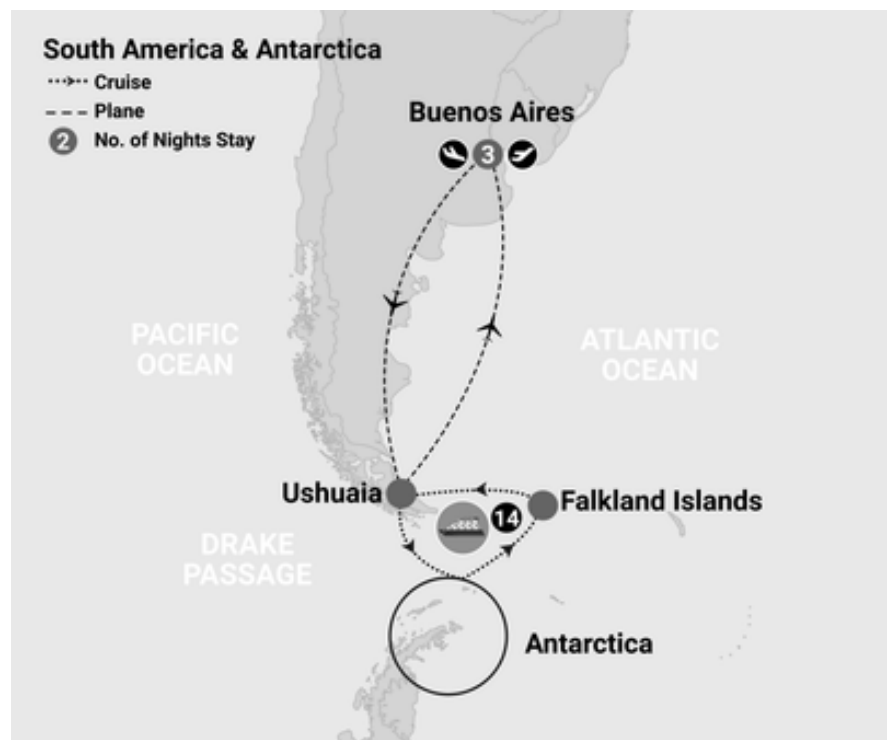 South America & Antarctica
Cruise
Plane
2 No. of Nights Stay
Buenos Aires
3
PACIFIC
OCEAN
ATLANTIC
OCEAN
Ushuaia
Falkland Islands
14
DRAKE
PASSAGE
Antarctica